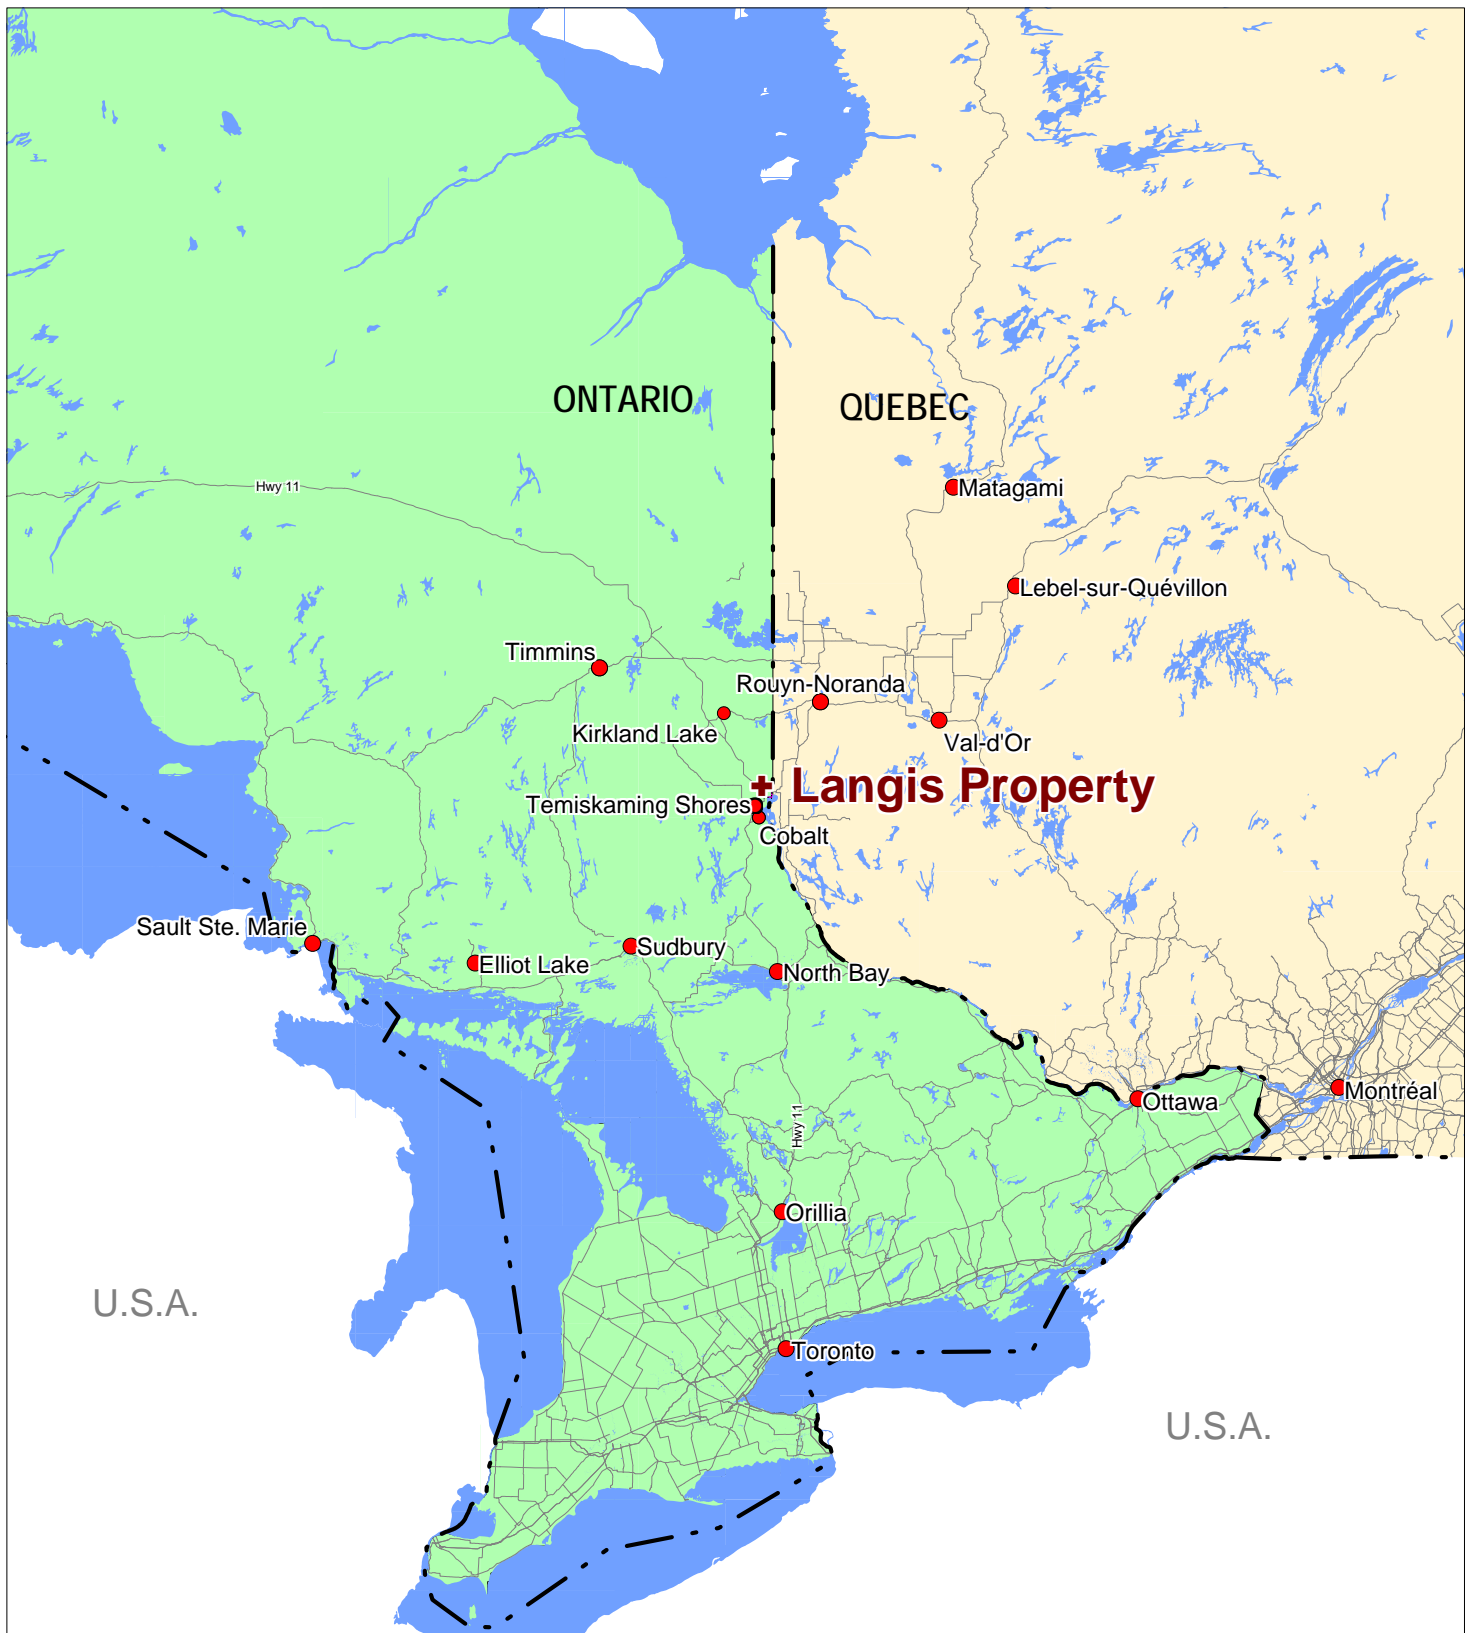 ONTARIO
QUEBEC
Hwy 11
Matagami
Lebel-sur-Quévillon
Timmins
Rouyn-Noranda
Kirkland Lake
Val-d'Or
Langis Property
Temiskaming Shores
Cobalt
Sault Ste. Marie
Sudbury
Elliot Lake
North Bay
Ottawa
Montréal
Hwy 11
Orillia
U.S.A.
Toronto
U.S.A.